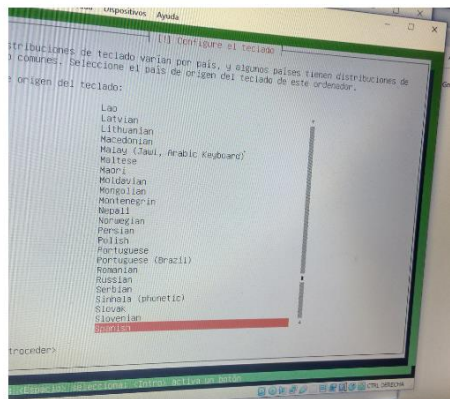 Dispositivos Ayuda
[!] Configure el teclado
distribuciones de teclado varían por país, y algunos países tienen distribuciones de
comunes. Seleccione el país de origen del teclado de este ordenador.
origen del teclado:
Lao
Latvian
Lithuanian
Macedonian
Malay (Jawi, Arabic Keyboard)
Maltese
Maori
Moldavian
Mongolian
Montenegrin
Nepali
Norwegian
Persian
Polish
Portuguese
Portuguese (Brazil)
Romanian
Russian
Serbian
Sinhala (phonetic)
Slovak
Slovenian
Spanish
troceder>
<Espacio> selecciona; <Intro> activa un botón
CTRL DERECHA